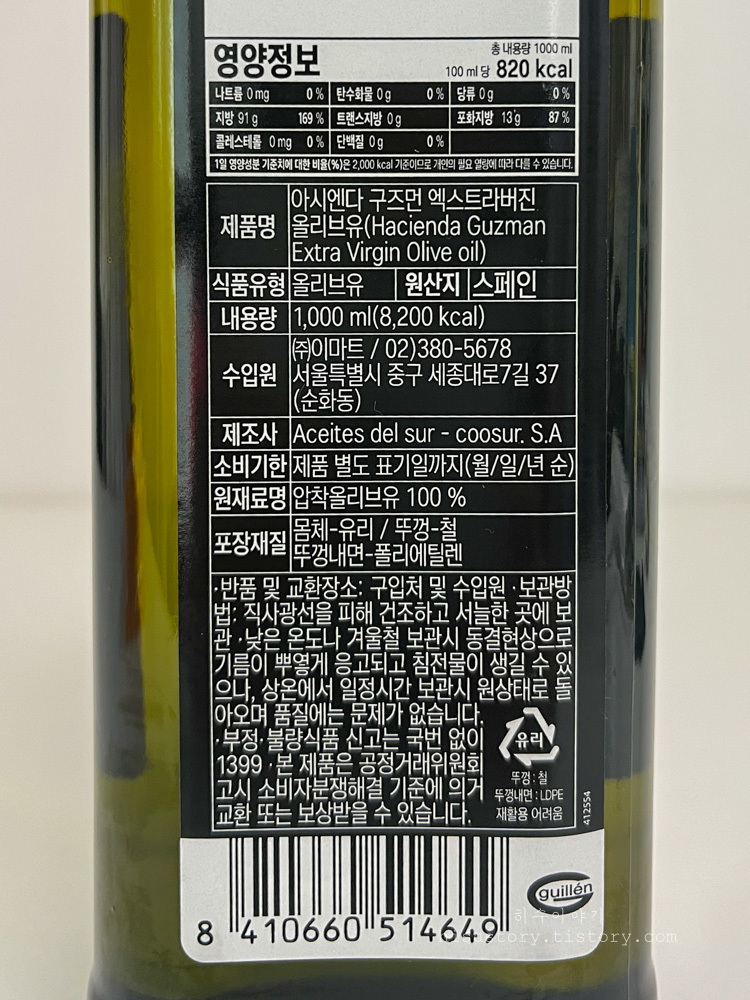 영양정보
총 내용량 1000 ml
100 ml 당 820 kcal
나트륨 0 mg 0 % 탄수화물 0 g 0 % 당류 0 g 0 %
지방 91 g 169 % 트랜스지방 0 g 포화지방 13 g 87 %
콜레스테롤 0 mg 0 % 단백질 0 g 0 %
1일 영양성분 기준치에 대한 비율(%)은 2,000 kcal 기준이므로 개인의 필요 열량에 따라 다를 수 있습니다.
제품명
아시엔다 구즈먼 엑스트라버진
올리브유(Hacienda Guzman
Extra Virgin Olive oil)
식품유형 올리브유 원산지 스페인
내용량 1,000 ml(8,200 kcal)
수입원
㈜이마트 / 02)380-5678
서울특별시 중구 세종대로7길 37
(순화동)
제조사 Aceites del sur - coosur. S.A
소비기한 제품 별도 표기일까지(월/일/년 순)
원재료명 압착올리브유 100 %
포장재질
몸체-유리 / 뚜껑-철
뚜껑내면-폴리에틸렌
·반품 및 교환장소: 구입처 및 수입원 ·보관방
법: 직사광선을 피해 건조하고 서늘한 곳에 보
관 ·낮은 온도나 겨울철 보관시 동결현상으로
기름이 뿌옇게 응고되고 침전물이 생길 수 있
으나, 상온에서 일정시간 보관시 원상태로 돌
아오며 품질에는 문제가 없습니다.
·부정·불량식품 신고는 국번 없이
1399 ·본 제품은 공정거래위원회
고시 소비자분쟁해결 기준에 의거
교환 또는 보상받을 수 있습니다.
유리
뚜껑 : 철
뚜껑내면 : LDPE
재활용 어려움
412554
guillén
8 410660 514649